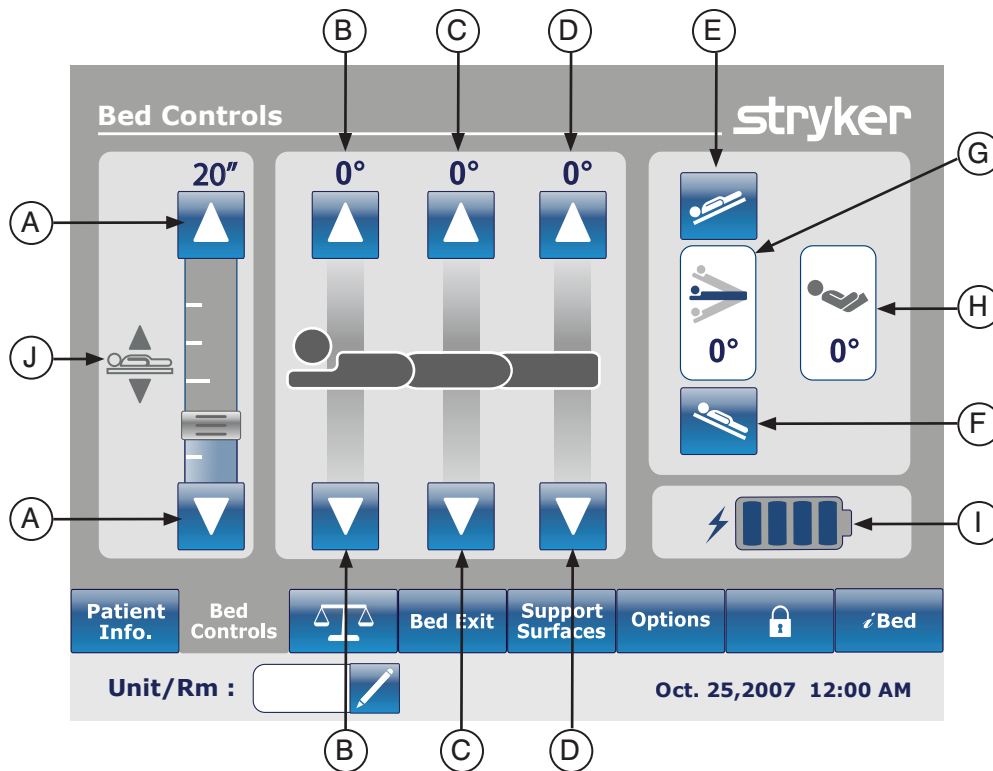 B C D E
Bed Controls
stryker
20" 0° 0° 0°
G
A
H
0° 0°
J
F
A
I
Patient Info.
Bed Controls
Bed Exit
Support Surfaces
Options
iBed
Unit/Rm :
Oct. 25,2007 12:00 AM
B C D